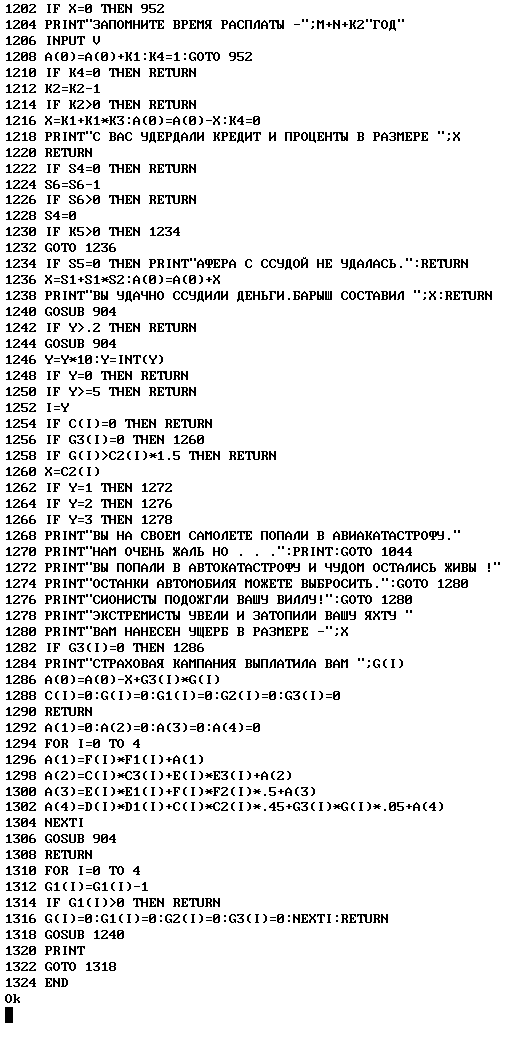 1202 IF X=0 THEN 952
1204 PRINT"ЗАПОМНИТЕ ВРЕМЯ РАСПЛАТЫ -";M+N+K2"ГОД"
1206 INPUT V
1208 A(0)=A(0)+K1:K4=1:GOTO 952
1210 IF K4=0 THEN RETURN
1212 K2=K2-1
1214 IF K2>0 THEN RETURN
1216 X=K1+K1*K3:A(0)=A(0)-X:K4=0
1218 PRINT"С ВАС УДЕРДАЛИ КРЕДИТ И ПРОЦЕНТЫ В РАЗМЕРЕ ";X
1220 RETURN
1222 IF S4=0 THEN RETURN
1224 S6=S6-1
1226 IF S6>0 THEN RETURN
1228 S4=0
1230 IF K5>0 THEN 1234
1232 GOTO 1236
1234 IF S5=0 THEN PRINT"АФЕРА С ССУДОЙ НЕ УДАЛАСЬ.":RETURN
1236 X=S1+S1*S2:A(0)=A(0)+X
1238 PRINT"ВЫ УДАЧНО ССУДИЛИ ДЕНЬГИ.БАРЫШ СОСТАВИЛ ";X:RETURN
1240 GOSUB 904
1242 IF Y>.2 THEN RETURN
1244 GOSUB 904
1246 Y=Y*10:Y=INT(Y)
1248 IF Y=0 THEN RETURN
1250 IF Y>=5 THEN RETURN
1252 I=Y
1254 IF C(I)=0 THEN RETURN
1256 IF G3(I)=0 THEN 1260
1258 IF G(I)>C2(I)*1.5 THEN RETURN
1260 X=C2(I)
1262 IF Y=1 THEN 1272
1264 IF Y=2 THEN 1276
1266 IF Y=3 THEN 1278
1268 PRINT"ВЫ НА СВОЕМ САМОЛЕТЕ ПОПАЛИ В АВИАКАТАСТРОФУ."
1270 PRINT"НАМ ОЧЕНЬ ЖАЛЬ НО . . .":PRINT:GOTO 1044
1272 PRINT"ВЫ ПОПАЛИ В АВТОКАТАСТРОФУ И ЧУДОМ ОСТАЛИСЬ ЖИВЫ !"
1274 PRINT"ОСТАНКИ АВТОМОБИЛЯ МОЖЕТЕ ВЫБРОСИТЬ.":GOTO 1280
1276 PRINT"СИОНИСТЫ ПОДОЖГЛИ ВАШУ ВИЛЛУ!":GOTO 1280
1278 PRINT"ЭКСТРЕМИСТЫ УВЕЛИ И ЗАТОПИЛИ ВАШУ ЯХТУ "
1280 PRINT"ВАМ НАНЕСЕН УЩЕРБ В РАЗМЕРЕ -";X
1282 IF G3(I)=0 THEN 1286
1284 PRINT"СТРАХОВАЯ КАМПАНИЯ ВЫПЛАТИЛА ВАМ ";G(I)
1286 A(0)=A(0)-X+G3(I)*G(I)
1288 C(I)=0:G(I)=0:G1(I)=0:G2(I)=0:G3(I)=0
1290 RETURN
1292 A(1)=0:A(2)=0:A(3)=0:A(4)=0
1294 FOR I=0 TO 4
1296 A(1)=F(I)*F1(I)+A(1)
1298 A(2)=C(I)*C3(I)+E(I)*E3(I)+A(2)
1300 A(3)=E(I)*E1(I)+F(I)*F2(I)*.5+A(3)
1302 A(4)=D(I)*D1(I)+C(I)*C2(I)*.45+G3(I)*G(I)*.05+A(4)
1304 NEXTI
1306 GOSUB 904
1308 RETURN
1310 FOR I=0 TO 4
1312 G1(I)=G1(I)-1
1314 IF G1(I)>0 THEN RETURN
1316 G(I)=0:G1(I)=0:G2(I)=0:G3(I)=0:NEXTI:RETURN
1318 GOSUB 1240
1320 PRINT
1322 GOTO 1318
1324 END
Ok